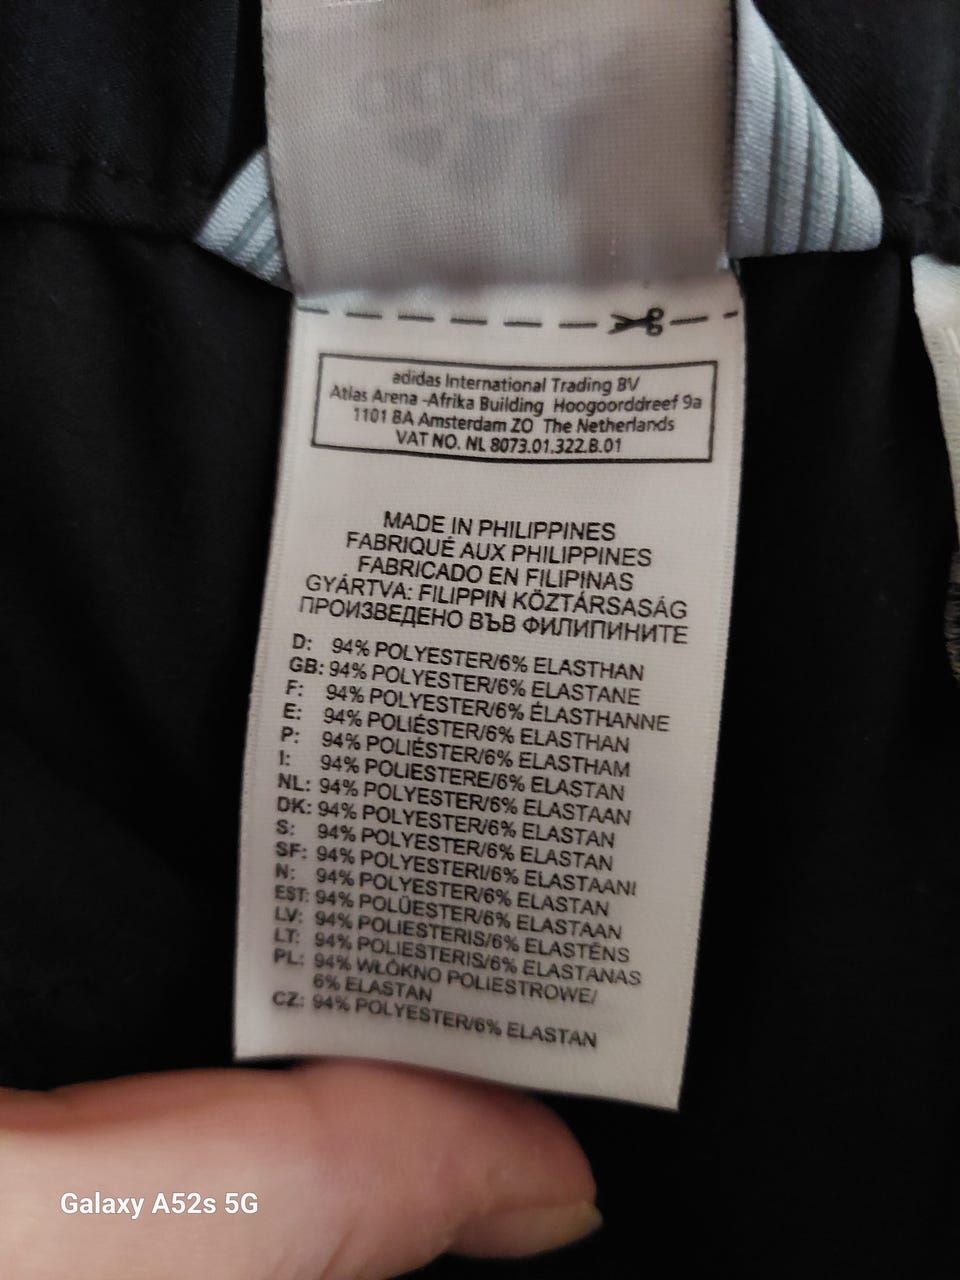 adidas
adidas International Trading BV
Atlas Arena -Afrika Building Hoogoorddreef 9a
1101 BA Amsterdam ZO The Netherlands
VAT NO. NL 8073.01.322.B.01
MADE IN PHILIPPINES
FABRIQUÉ AUX PHILIPPINES
FABRICADO EN FILIPINAS
GYÁRTVA: FILIPPIN KÖZTÁRSASÁG
ПРОИЗВЕДЕНО ВЪВ ФИЛИПИНИТЕ
D: 94% POLYESTER/6% ELASTHAN
GB: 94% POLYESTER/6% ELASTANE
F: 94% POLYESTER/6% ÉLASTHANNE
E: 94% POLIÉSTER/6% ELASTHAN
P: 94% POLIÉSTER/6% ELASTHAM
I: 94% POLIESTERE/6% ELASTAN
NL: 94% POLYESTER/6% ELASTAAN
DK: 94% POLYESTER/6% ELASTAN
S: 94% POLYESTER/6% ELASTAN
SF: 94% POLYESTERI/6% ELASTAANI
N: 94% POLYESTER/6% ELASTAN
EST: 94% POLÜESTER/6% ELASTAAN
LV: 94% POLIESTERIS/6% ELASTĒNS
LT: 94% POLIESTERIS/6% ELASTANAS
PL: 94% WŁÓKNO POLIESTROWE/
6% ELASTAN
CZ: 94% POLYESTER/6% ELASTAN
Galaxy A52s 5G